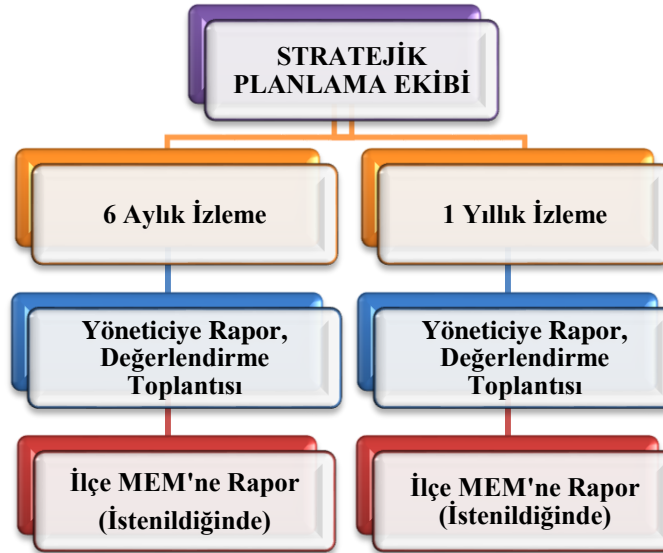 STRATEJİK
PLANLAMA EKİBİ
6 Aylık İzleme
1 Yıllık İzleme
Yöneticiye Rapor,
Değerlendirme
Toplantısı
Yöneticiye Rapor,
Değerlendirme
Toplantısı
İlçe MEM'ne Rapor
(İstenildiğinde)
İlçe MEM'ne Rapor
(İstenildiğinde)